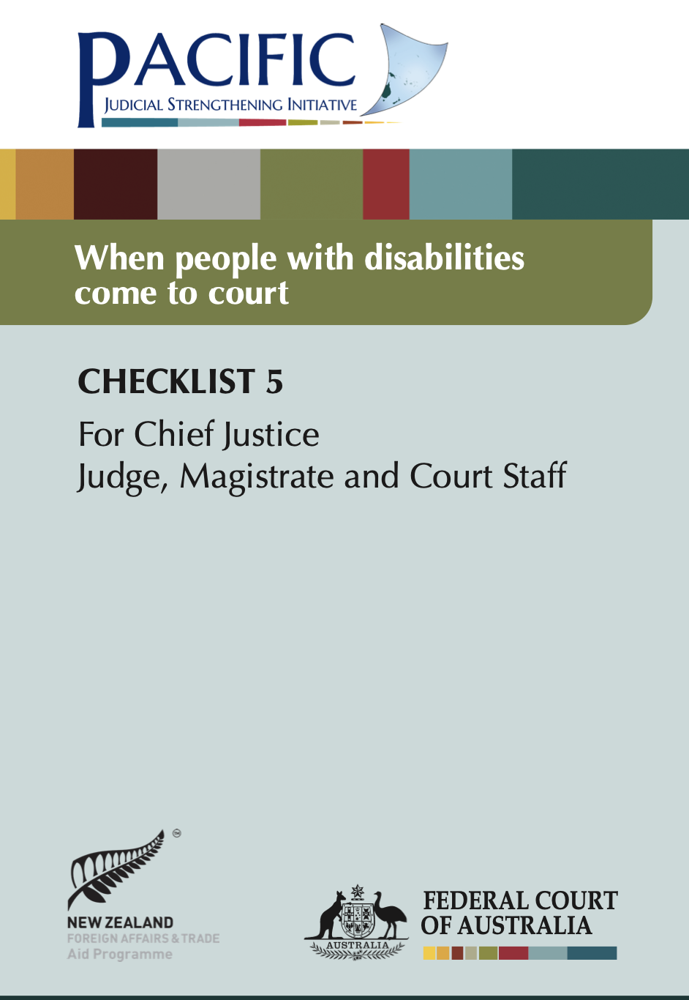 PACIFIC
JUDICIAL STRENGTHENING INITIATIVE
When people with disabilities
come to court
CHECKLIST 5
For Chief Justice
Judge, Magistrate and Court Staff
TM
NEW ZEALAND
FOREIGN AFFAIRS & TRADE
Aid Programme
AUSTRALIA
FEDERAL COURT
OF AUSTRALIA